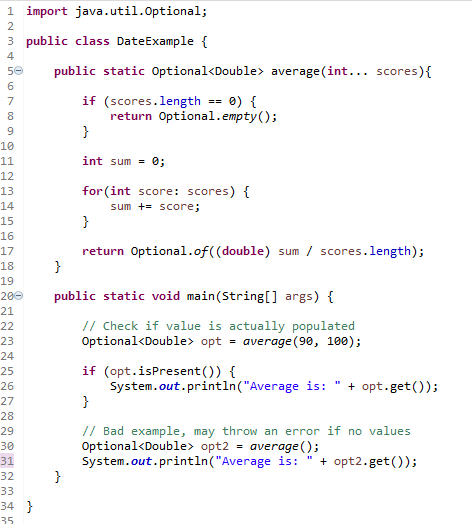 1 import java.util.Optional;
2
3 public class DateExample {
4
5 public static Optional<Double> average(int... scores){
6
7 if (scores.length == 0) {
8 return Optional.empty();
9 }
10
11 int sum = 0;
12
13 for(int score: scores) {
14 sum += score;
15 }
16
17 return Optional.of((double) sum / scores.length);
18 }
19
20 public static void main(String[] args) {
21
22 // Check if value is actually populated
23 Optional<Double> opt = average(90, 100);
24
25 if (opt.isPresent()) {
26 System.out.println("Average is: " + opt.get());
27 }
28
29 // Bad example, may throw an error if no values
30 Optional<Double> opt2 = average();
31 System.out.println("Average is: " + opt2.get());
32 }
33
34 }
35